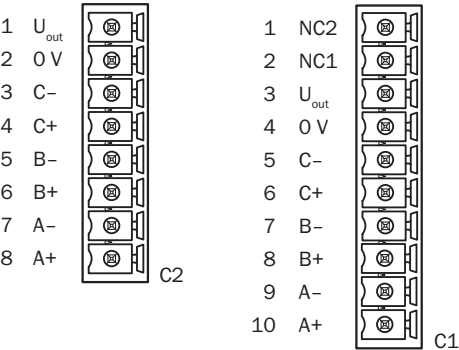 1 U_out
2 0 V
3 C–
4 C+
5 B–
6 B+
7 A–
8 A+
C2
1 NC2
2 NC1
3 U_out
4 0 V
5 C–
6 C+
7 B–
8 B+
9 A–
10 A+
C1